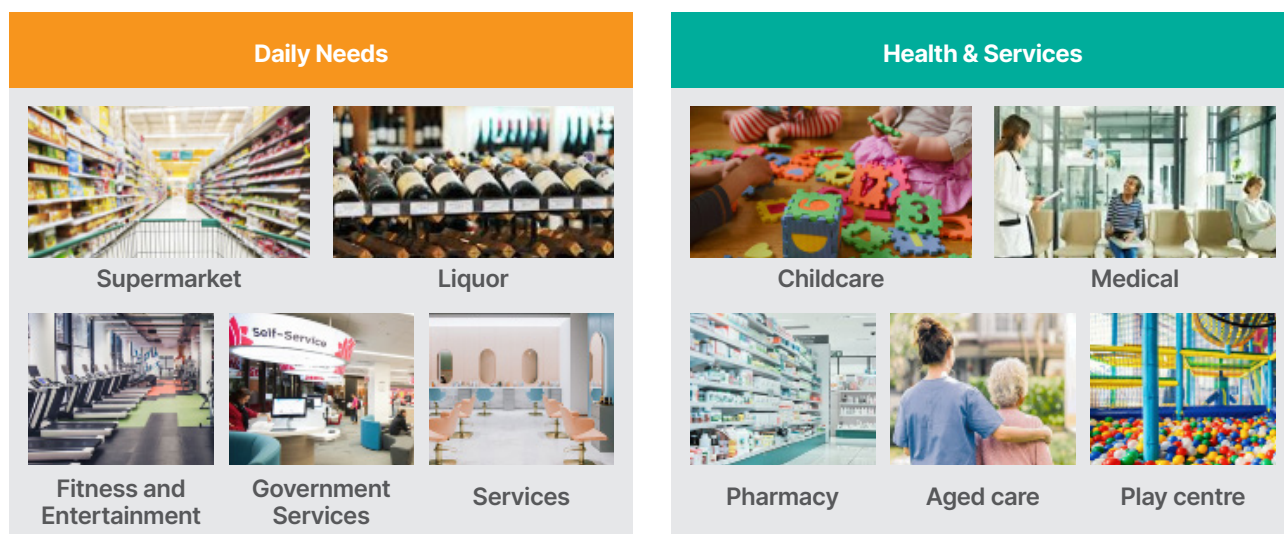 Daily Needs
Supermarket
Liquor
Self-Service
Fitness and
Entertainment
Government
Services
Services
Health & Services
Childcare
Medical
Pharmacy
Aged care
Play centre